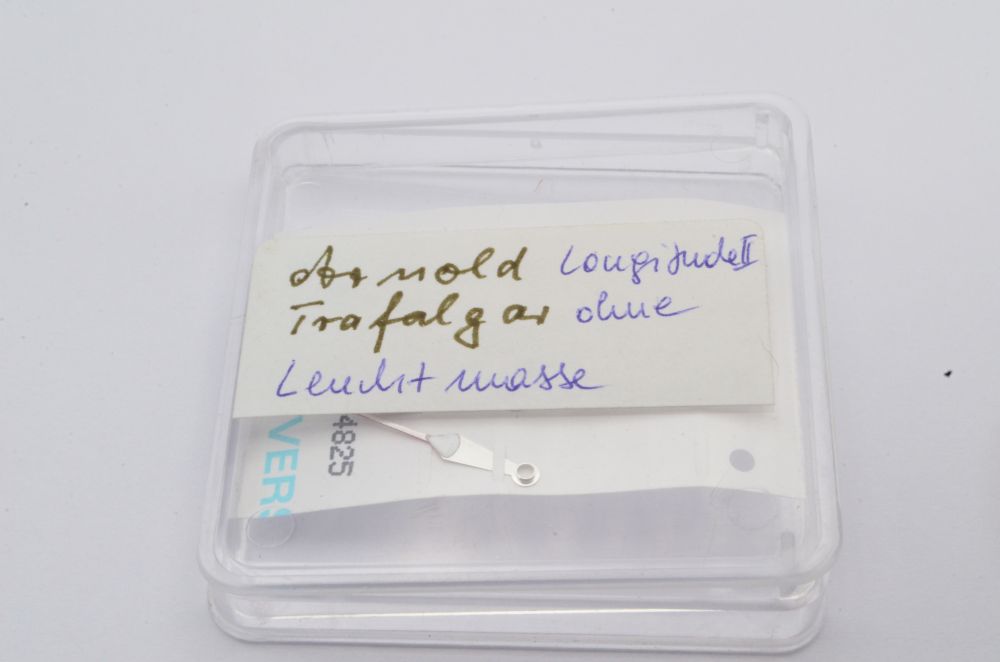 Arnold Longitude II
Trafalgar ohne
Leuchtmasse
VERS
4825